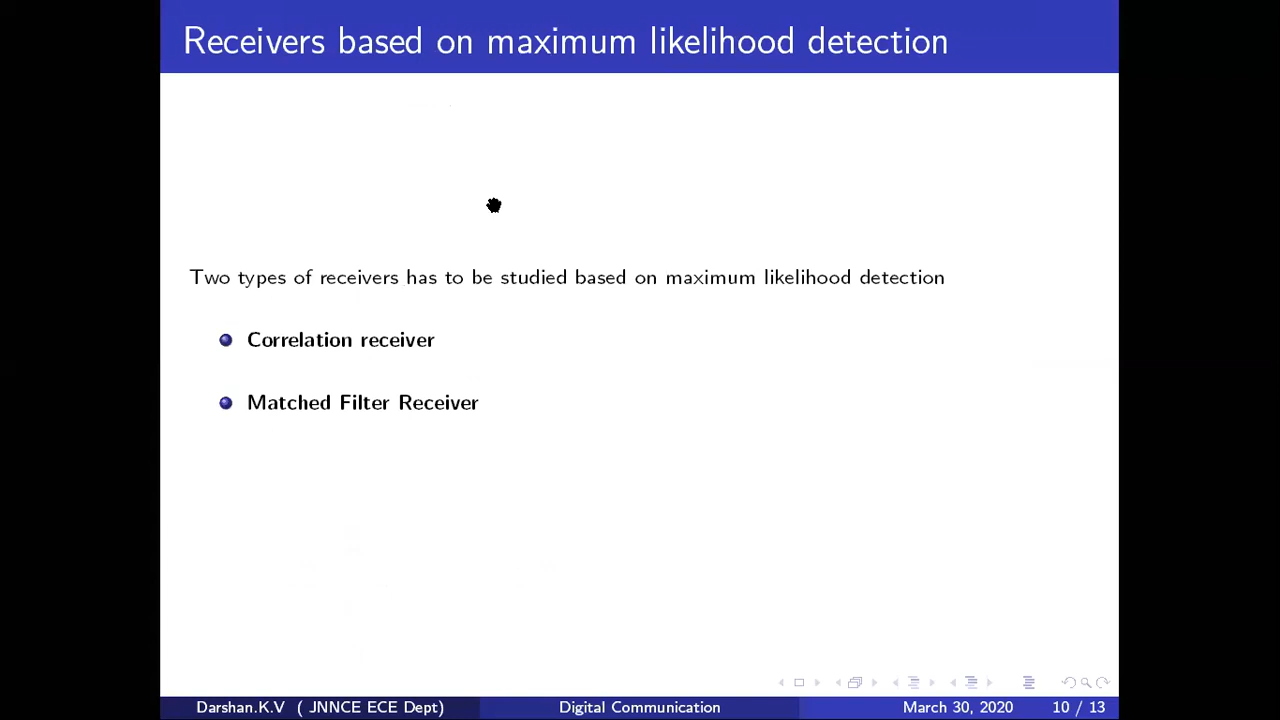 Receivers based on maximum likelihood detection
Two types of receivers has to be studied based on maximum likelihood detection
Correlation receiver
Matched Filter Receiver
Darshan.K.V ( JNNCE ECE Dept) Digital Communication March 30, 2020 10 / 13